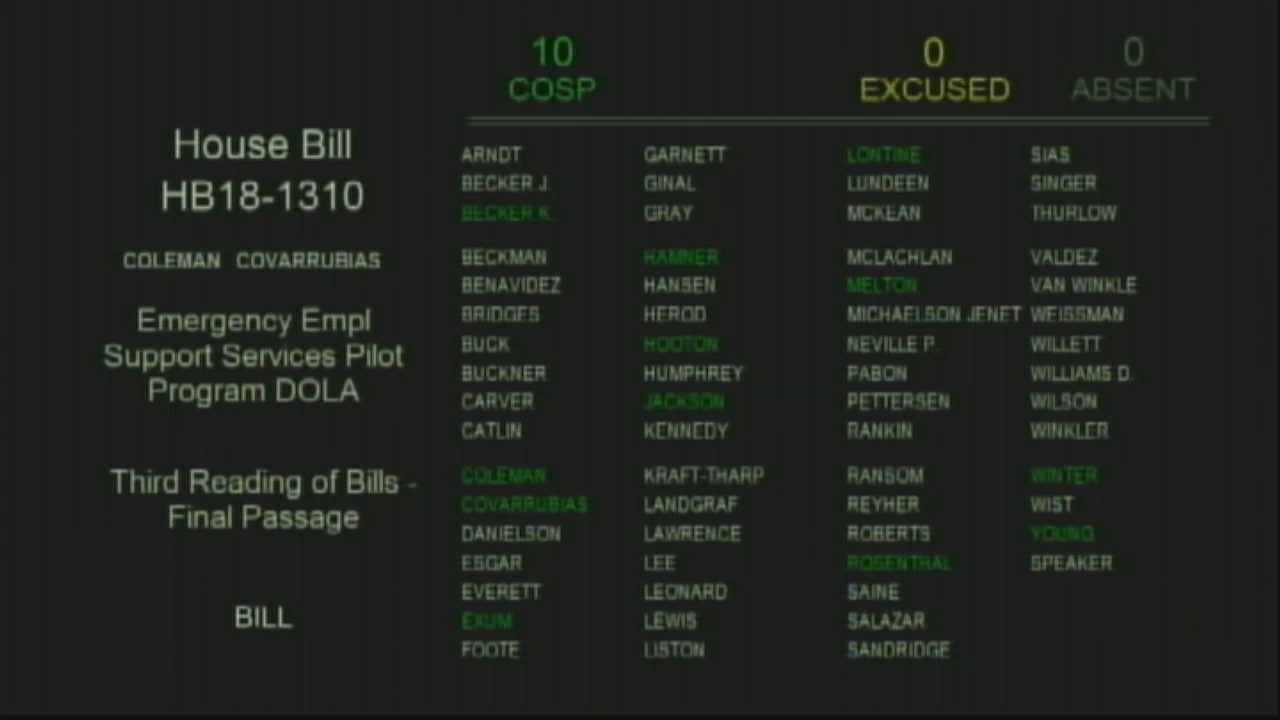 10 0 0
COSP EXCUSED ABSENT
House Bill
HB18-1310
COLEMAN COVARRUBIAS
Emergency Empl
Support Services Pilot
Program DOLA
Third Reading of Bills -
Final Passage
BILL
ARNDT GARNETT LONTINE SIAS
BECKER J. GINAL LUNDEEN SINGER
BECKER K. GRAY MCKEAN THURLOW
BECKMAN HAMNER MCLACHLAN VALDEZ
BENAVIDEZ HANSEN MELTON VAN WINKLE
BRIDGES HEROD MICHAELSON JENET WEISSMAN
BUCK HOOTON NEVILLE P. WILLETT
BUCKNER HUMPHREY PABON WILLIAMS D.
CARVER JACKSON PETTERSEN WILSON
CATLIN KENNEDY RANKIN WINKLER
COLEMAN KRAFT-THARP RANSOM WINTER
COVARRUBIAS LANDGRAF REYHER WIST
DANIELSON LAWRENCE ROBERTS YOUNG
ESGAR LEE ROSENTHAL SPEAKER
EVERETT LEONARD SAINE
EXUM LEWIS SALAZAR
FOOTE LISTON SANDRIDGE